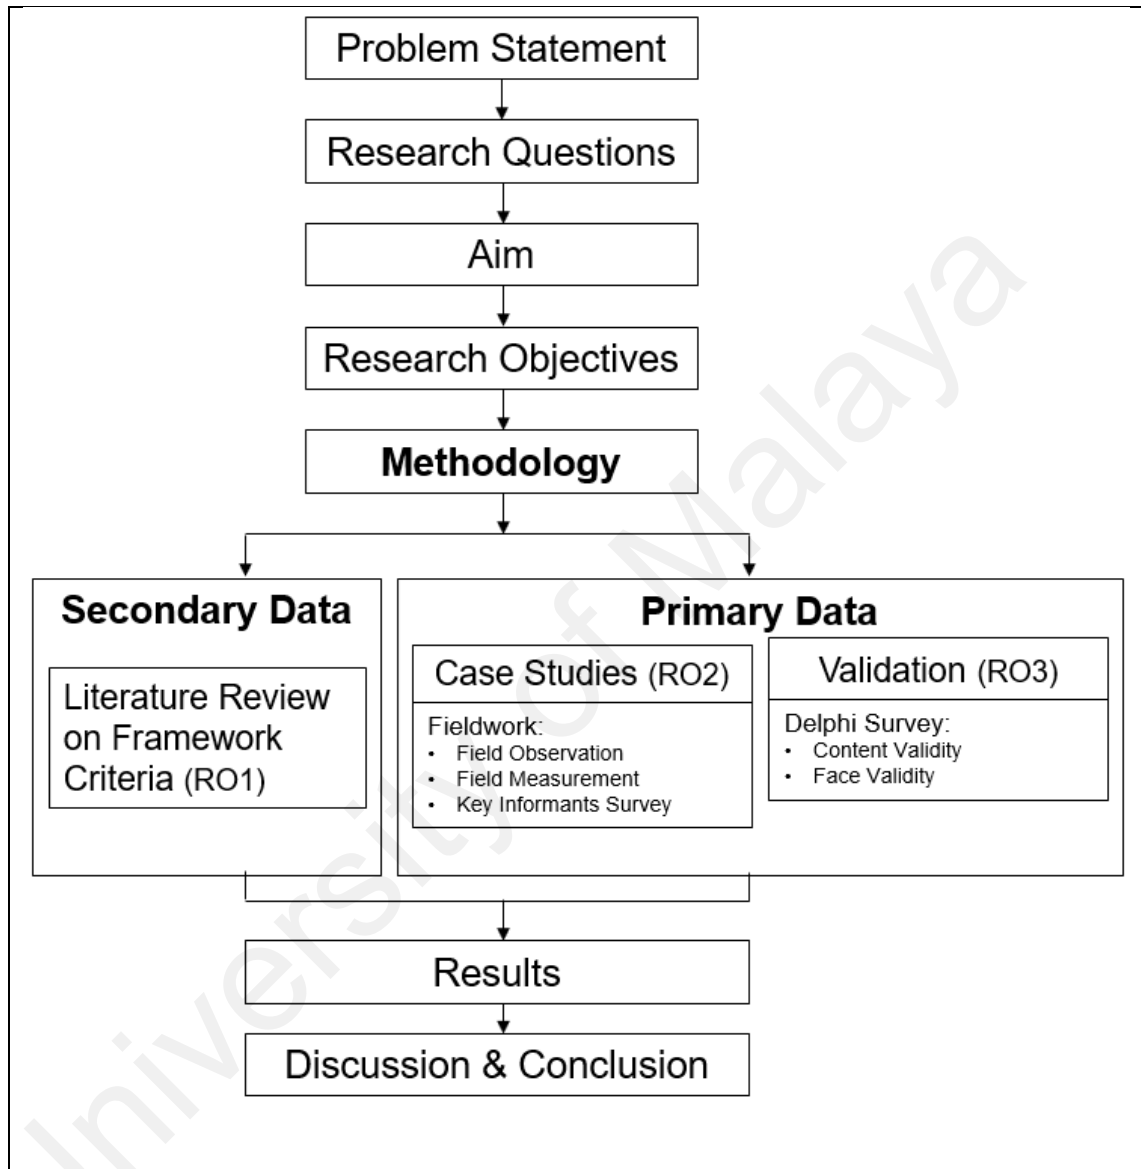 Problem Statement
Research Questions
Aim
Research Objectives
Methodology
Secondary Data
Literature Review
on Framework
Criteria (RO1)
Primary Data
Case Studies (RO2)
Fieldwork:
• Field Observation
• Field Measurement
• Key Informants Survey
Validation (RO3)
Delphi Survey:
• Content Validity
• Face Validity
Results
Discussion & Conclusion
University of Malaya